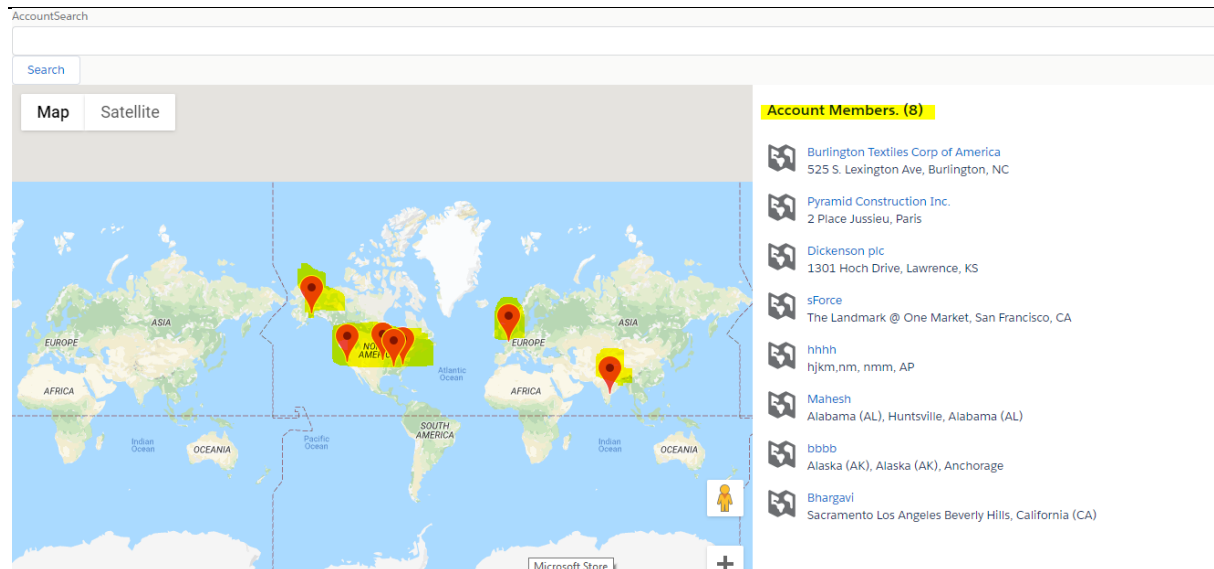 AccountSearch
Search
Map Satellite
Account Members. (8)
Burlington Textiles Corp of America
525 S. Lexington Ave, Burlington, NC
Pyramid Construction Inc.
2 Place Jussieu, Paris
Dickenson plc
1301 Hoch Drive, Lawrence, KS
sForce
The Landmark @ One Market, San Francisco, CA
hhhh
hjkm,nm, nmm, AP
Mahesh
Alabama (AL), Huntsville, Alabama (AL)
bbbb
Alaska (AK), Alaska (AK), Anchorage
Bhargavi
Sacramento Los Angeles Beverly Hills, California (CA)
ASIA
EUROPE
AFRICA
Indian
Ocean
OCEANIA
Pacific
Ocean
AMERICA
Atlantic
Ocean
SOUTH
AMERICA
EUROPE
ASIA
AFRICA
Indian
Ocean
OCEANIA
Microsoft Store